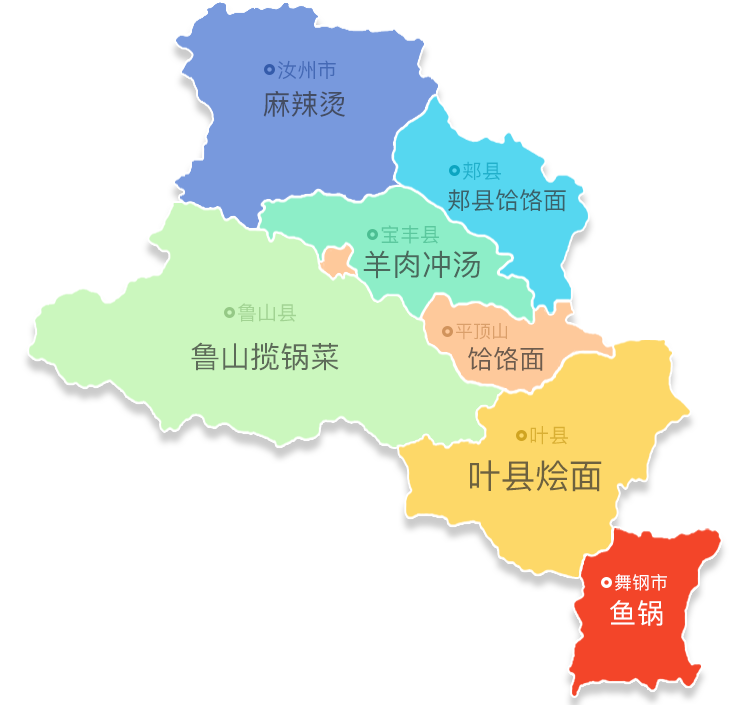 汝州市
麻辣烫
郏县
郏县饸饹面
宝丰县
羊肉冲汤
鲁山县
鲁山揽锅菜
平顶山
饸饹面
叶县
叶县烩面
舞钢市
鱼锅